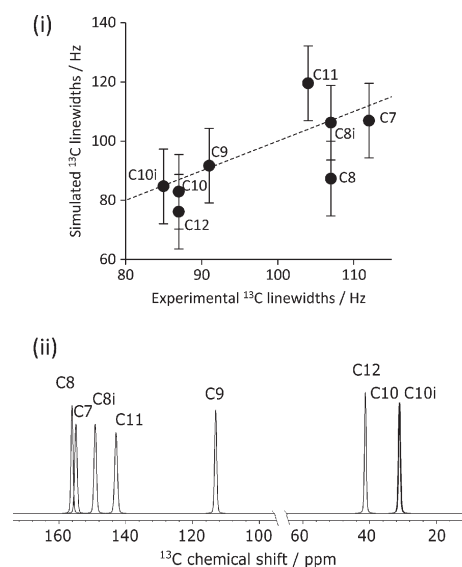 (i)
140
120
100
80
60
Simulated ¹³C linewidths / Hz
C11
C7
C8i
C9
C10i
C10
C8
C12
80 90 100 110
Experimental ¹³C linewidths / Hz
(ii)
C8
C7
C8i
C11
C9
C12
C10 C10i
160 140 120 100 60 40 20
¹³C chemical shift / ppm